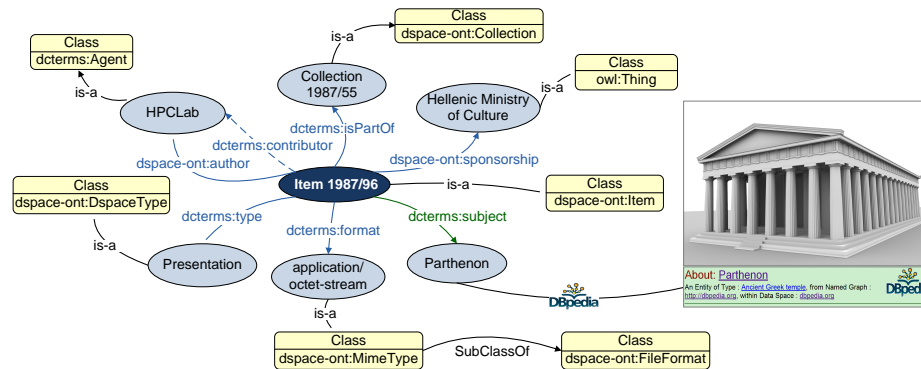 Class
dspace-ont:Collection
is-a
Class
dcterms:Agent
is-a
Collection
1987/55
Class
owl:Thing
is-a
HPCLab
Hellenic Ministry
of Culture
dcterms:isPartOf
dcterms:contributor
dspace-ont:author
dspace-ont:sponsorship
Item 1987/96
is-a
Class
dspace-ont:DspaceType
Class
dspace-ont:Item
dcterms:type
dcterms:subject
dcterms:format
is-a
Presentation
application/
octet-stream
Parthenon
DBpedia
About: Parthenon
An Entity of Type : Ancient Greek temple, from Named Graph :
http://dbpedia.org, within Data Space : dbpedia.org
DBpedi
is-a
Class
dspace-ont:MimeType
SubClassOf
Class
dspace-ont:FileFormat